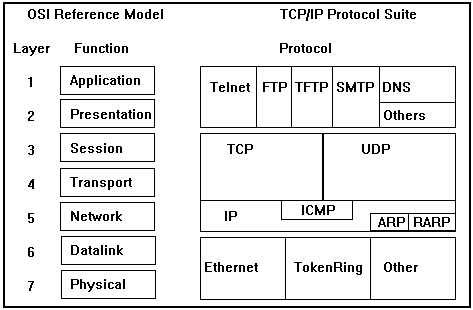 OSI Reference Model TCP/IP Protocol Suite
Layer Function Protocol
1 Application Telnet FTP TFTP SMTP DNS
2 Presentation Others
3 Session TCP UDP
4 Transport
5 Network IP ICMP ARP RARP
6 Datalink Ethernet TokenRing Other
7 Physical